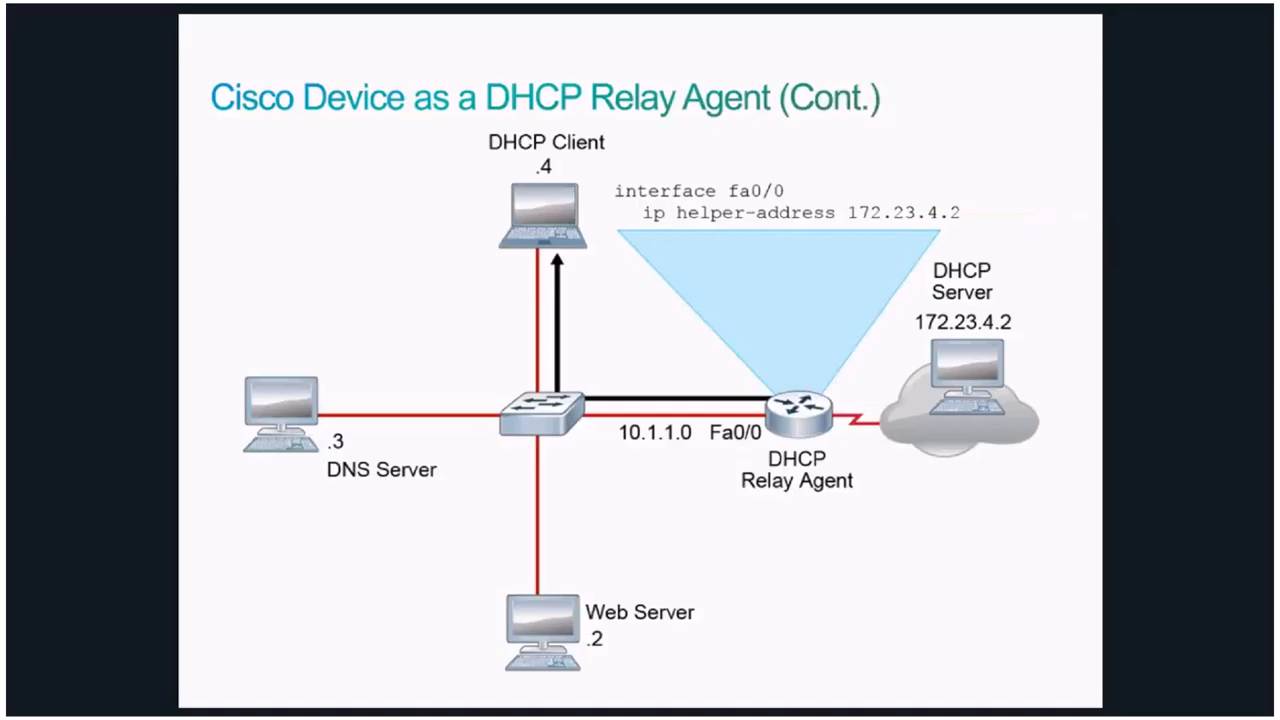 Cisco Device as a DHCP Relay Agent (Cont.)
DHCP Client
.4
interface fa0/0
ip helper-address 172.23.4.2
DHCP
Server
172.23.4.2
.3
DNS Server
10.1.1.0
Fa0/0
DHCP
Relay Agent
Web Server
.2